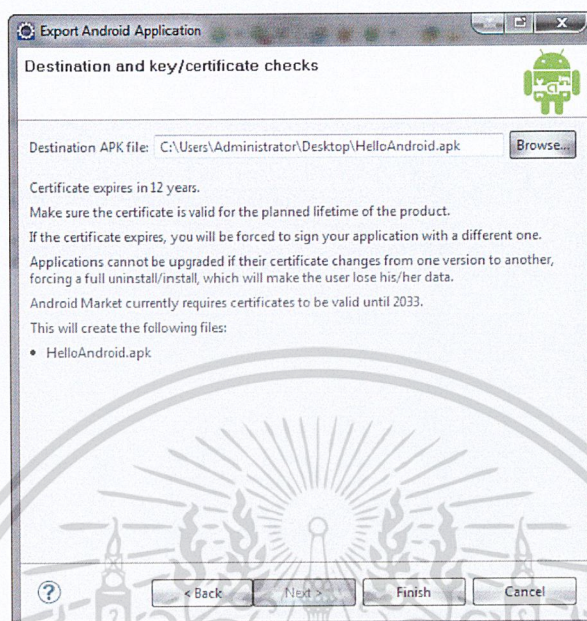 Export Android Application
Destination and key/certificate checks
Destination APK file: C:\Users\Administrator\Desktop\HelloAndroid.apk Browse...
Certificate expires in 12 years.
Make sure the certificate is valid for the planned lifetime of the product.
If the certificate expires, you will be forced to sign your application with a different one.
Applications cannot be upgraded if their certificate changes from one version to another,
forcing a full uninstall/install, which will make the user lose his/her data.
Android Market currently requires certificates to be valid until 2033.
This will create the following files:
• HelloAndroid.apk
? < Back Next > Finish Cancel